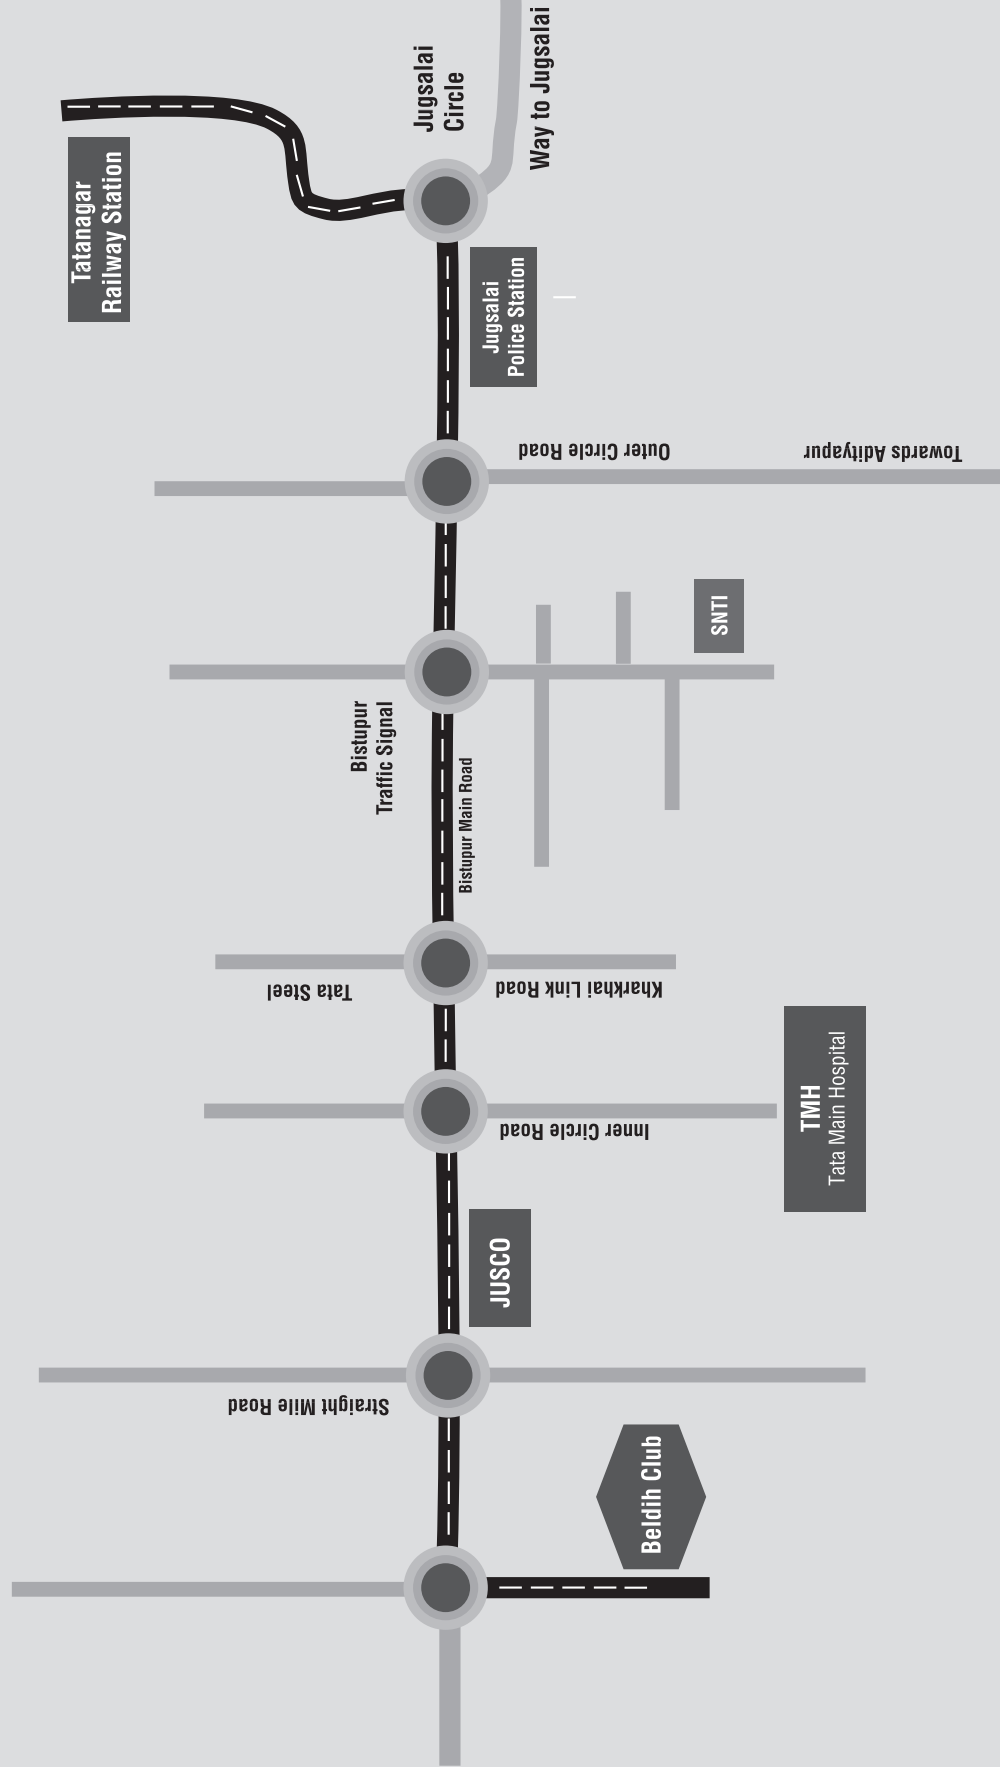 Tatanagar
Railway Station
Jugsalai
Circle
Way to Jugsalai
Jugsalai
Police Station
Outer Circle Road
Towards Adityapur
SNTI
Bistupur
Traffic Signal
Bistupur Main Road
Tata Steel
Kharkhai Link Road
Inner Circle Road
TMH
Tata Main Hospital
JUSCO
Straight Mile Road
Beldih Club